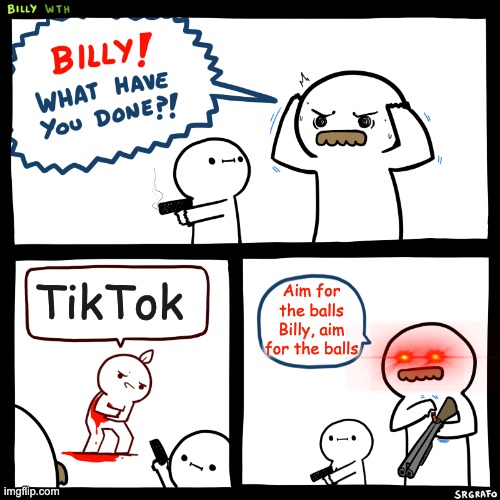 BILLY WTH
BILLY!
WHAT HAVE
YOU DONE?!
TikTok
Aim for
the balls
Billy, aim
for the balls
imgflip.com
SRGRAFO